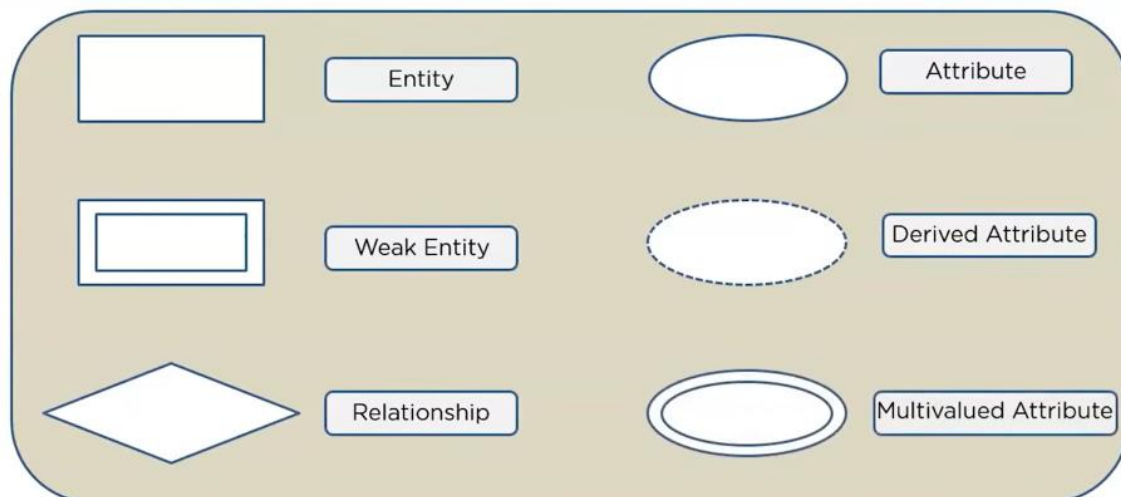 Entity
Attribute
Weak Entity
Derived Attribute
Relationship
Multivalued Attribute